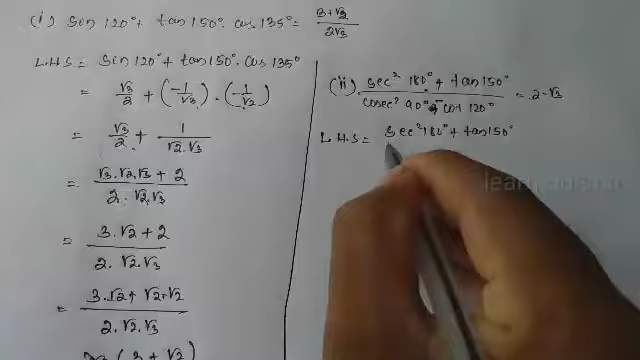 (i) Sin 120° + tan 150° · cos 135° = (3 + √2) / (2√3)
L.H.S = Sin 120° + tan 150° · cos 135°
= √3/2 + (-1/√3) · (-1/√2)
= √3/2 + 1/(√2·√3)
= (√3·√2·√3 + 2) / (2·√2·√3)
= (3·√2 + 2) / (2·√2·√3)
= (3·√2 + √2·√2) / (2·√2·√3)
(3 + √2)
(ii) (sec² 180° + tan 150°) / (cosec² 90° - cot 120°) = 2 - √3
L.H.S = sec² 180° + tan 150°